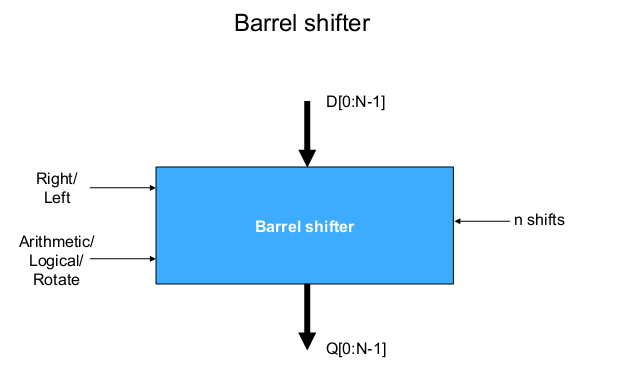 Barrel shifter
D[0:N-1]
Right/
Left
Barrel shifter
n shifts
Arithmetic/
Logical/
Rotate
Q[0:N-1]